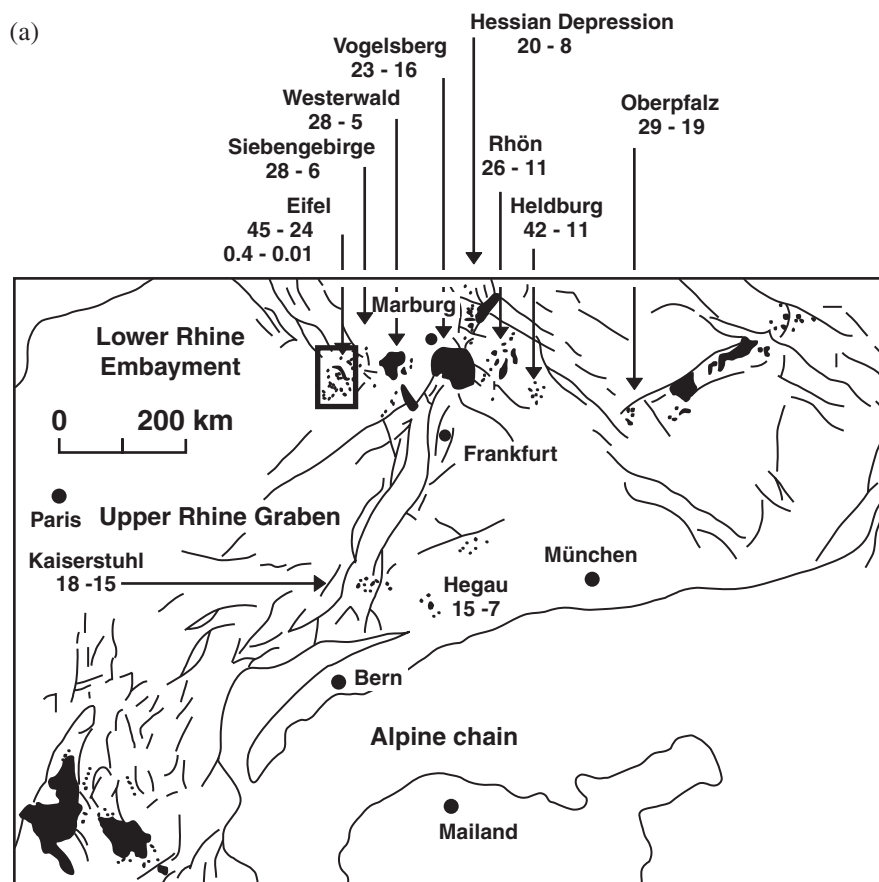 (a)
Hessian Depression
20 - 8
Vogelsberg
23 - 16
Westerwald
28 - 5
Oberpfalz
29 - 19
Siebengebirge
28 - 6
Rhön
26 - 11
Eifel
45 - 24
0.4 - 0.01
Heldburg
42 - 11
Marburg
Lower Rhine
Embayment
0 200 km
Frankfurt
Paris
Upper Rhine Graben
Kaiserstuhl
18 -15
München
Hegau
15 -7
Bern
Alpine chain
Mailand